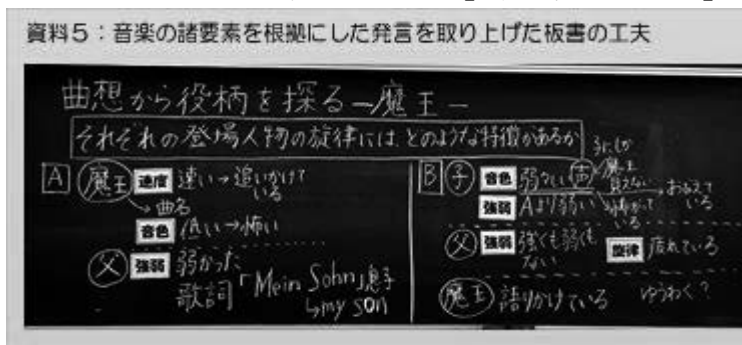 資料5:音楽の諸要素を根拠にした発言を取り上げた板書の工夫
曲想から役柄を探る―魔王―
それぞれの登場人物の旋律には、どのような特徴があるか
A 魔王 速度 速い→追いかけて
いる
→曲名
音色 低い→怖い
父 強弱 弱かった
歌詞「Mein Sohn」息子
↳my son
B 子 音色 弱々しい声
子にしか
魔王
見えない
→おびえて
いる
強弱 Aより弱い→怖がって
いる
父 強弱 強くも弱くも
ない
旋律 疲れている
魔王 語りかけている ゆうわく?